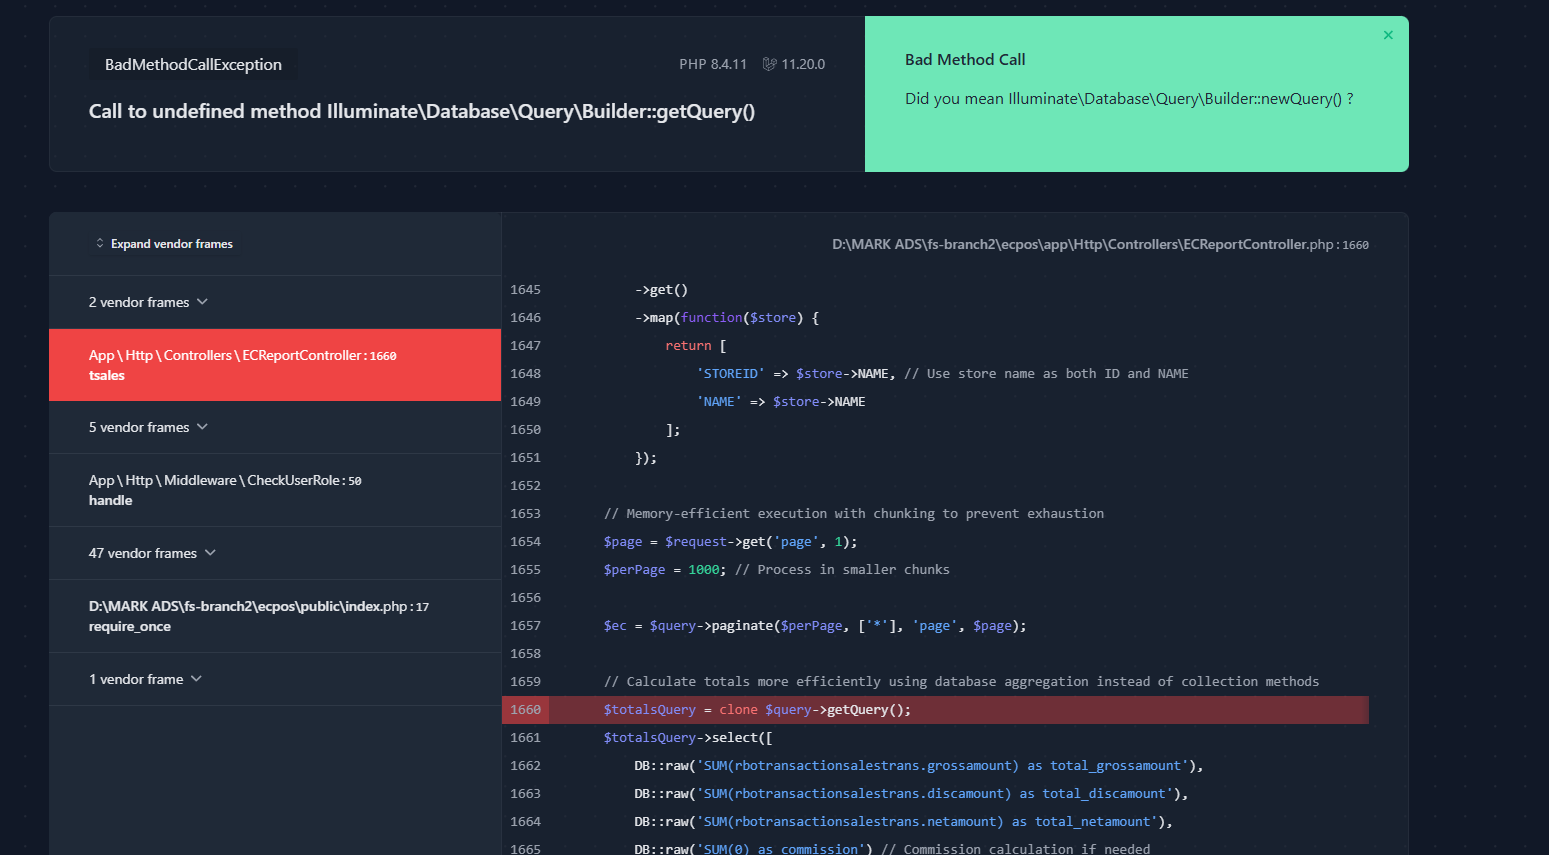 BadMethodCallException
PHP 8.4.11 11.20.0
Call to undefined method Illuminate\Database\Query\Builder::getQuery()
Bad Method Call
Did you mean Illuminate\Database\Query\Builder::newQuery() ?
Expand vendor frames
2 vendor frames
App\Http\Controllers\ECReportController:1660
tsales
5 vendor frames
App\Http\Middleware\CheckUserRole:50
handle
47 vendor frames
D:\MARK ADS\fs-branch2\ecpos\public\index.php:17
require_once
1 vendor frame
D:\MARK ADS\fs-branch2\ecpos\app\Http\Controllers\ECReportController.php:1660
1645 ->get()
1646 ->map(function($store) {
1647 return [
1648 'STOREID' => $store->NAME, // Use store name as both ID and NAME
1649 'NAME' => $store->NAME
1650 ];
1651 });
1652
1653 // Memory-efficient execution with chunking to prevent exhaustion
1654 $page = $request->get('page', 1);
1655 $perPage = 1000; // Process in smaller chunks
1656
1657 $ec = $query->paginate($perPage, ['*'], 'page', $page);
1658
1659 // Calculate totals more efficiently using database aggregation instead of collection methods
1660 $totalsQuery = clone $query->getQuery();
1661 $totalsQuery->select([
1662 DB::raw('SUM(rbotransactionsalestrans.grossamount) as total_grossamount'),
1663 DB::raw('SUM(rbotransactionsalestrans.discamount) as total_discamount'),
1664 DB::raw('SUM(rbotransactionsalestrans.netamount) as total_netamount'),
1665 DB::raw('SUM(0) as commission') // Commission calculation if needed